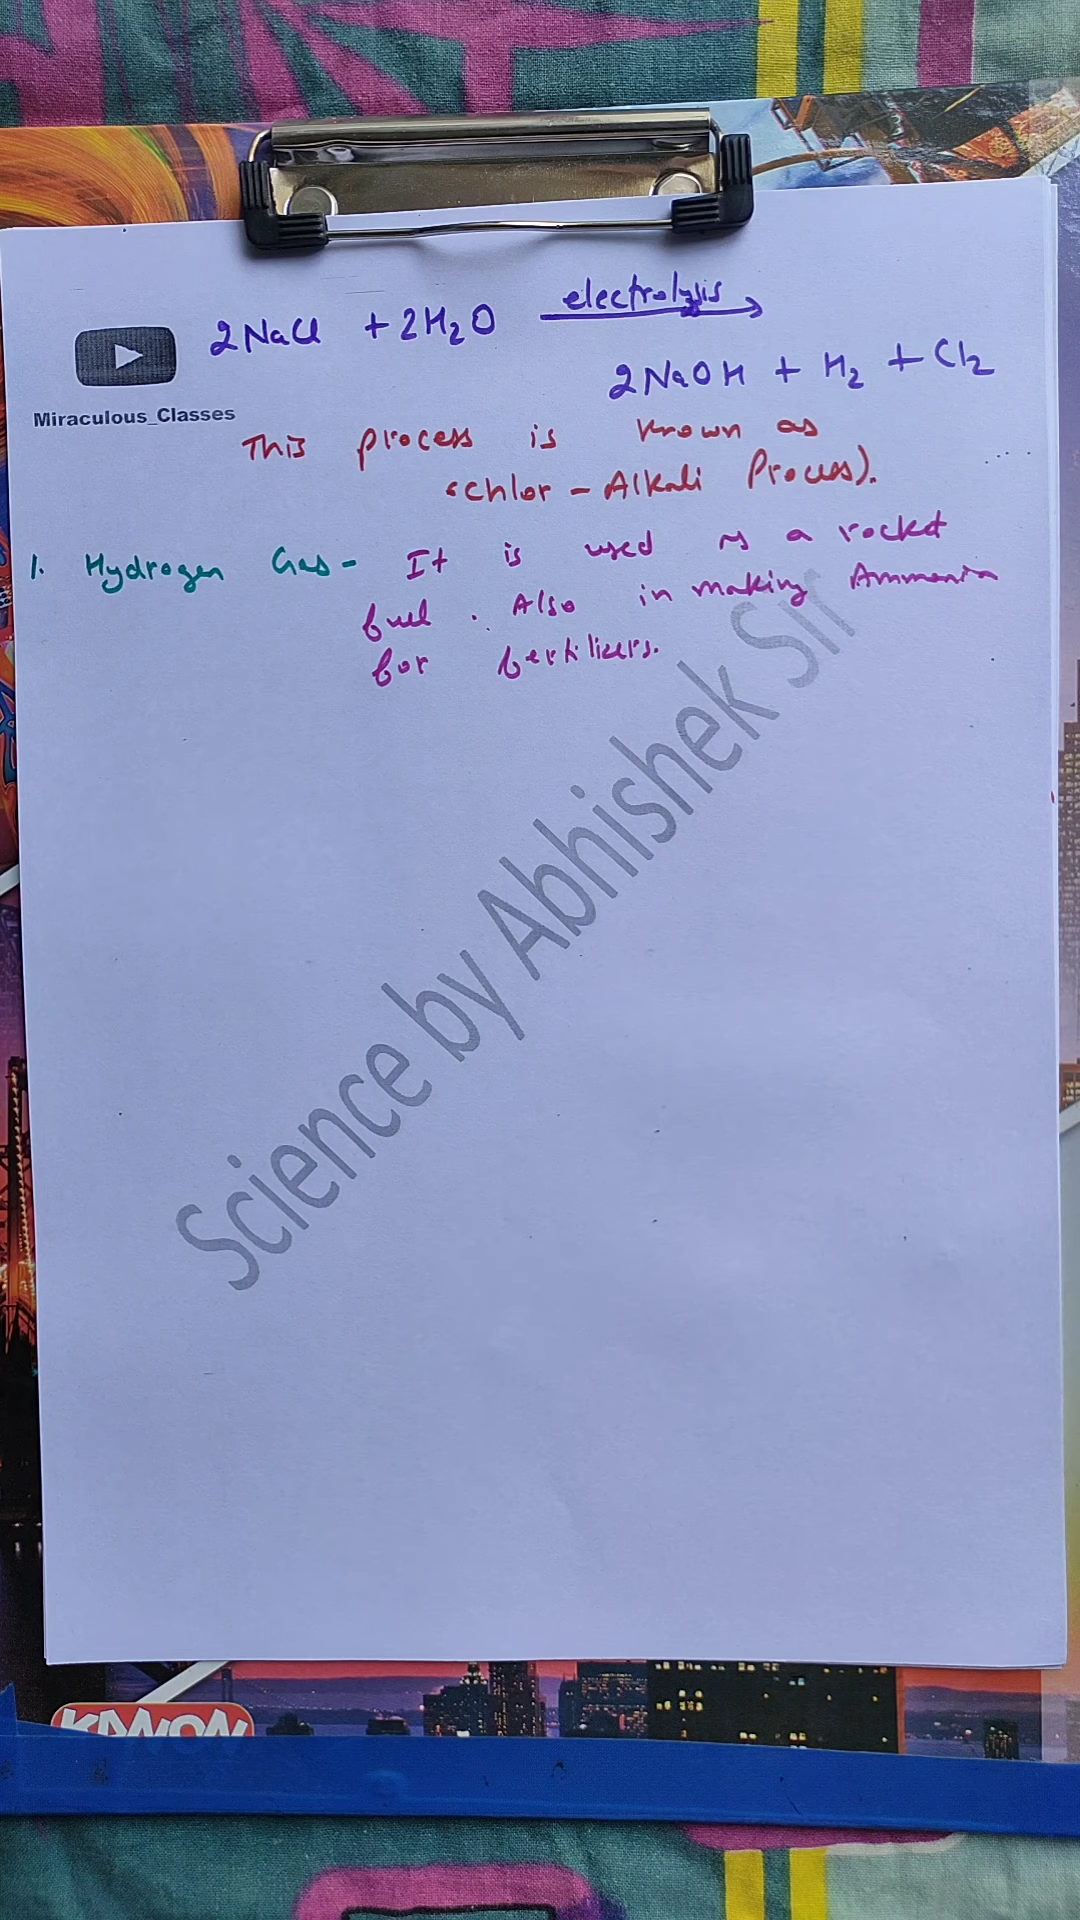 2NaCl + 2H₂O electrolysis
2NaOH + H₂ + Cl₂
Miraculous_Classes
This process is known as
(chlor - Alkali Process).
1. Hydrogen Gas - It is used as a rocket
fuel. Also in making Ammonia
for fertilizers.
Science by Abhishek Sir
KAWON